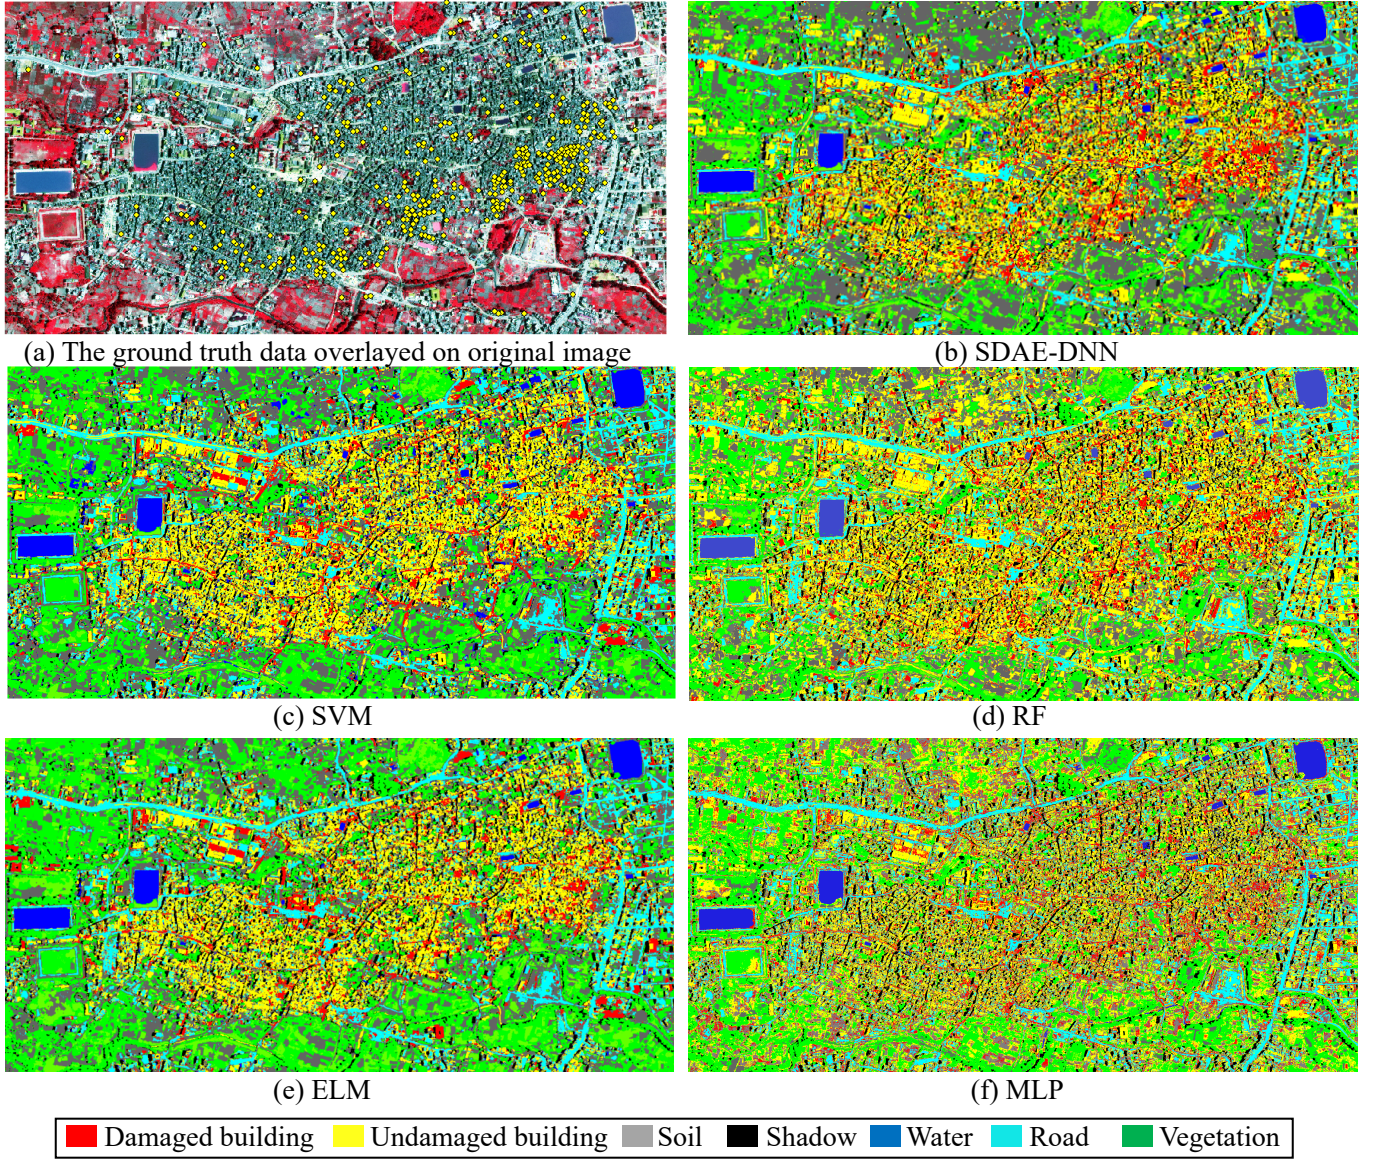 (a) The ground truth data overlayed on original image
(b) SDAE-DNN
(c) SVM
(d) RF
(e) ELM
(f) MLP
Damaged building Undamaged building Soil Shadow Water Road Vegetation